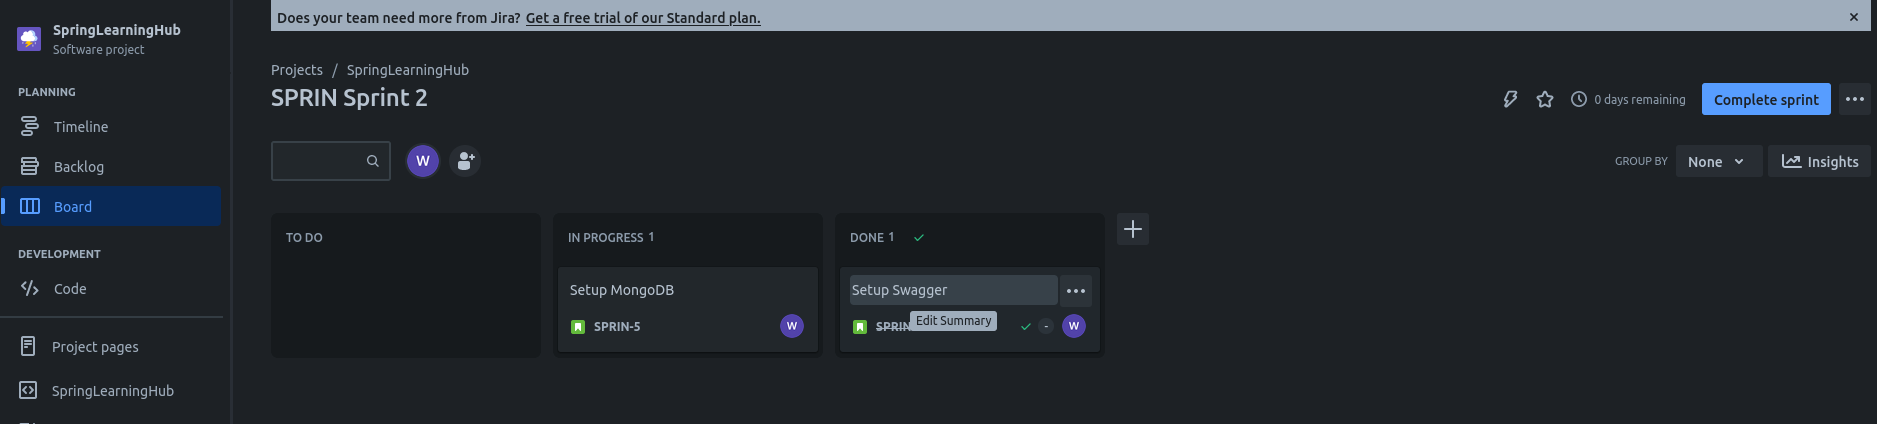 Does your team need more from Jira? Get a free trial of our Standard plan.
SpringLearningHub
Software project
PLANNING
Timeline
Backlog
Board
DEVELOPMENT
Code
Project pages
SpringLearningHub
Projects / SpringLearningHub
SPRIN Sprint 2
0 days remaining
Complete sprint
W
GROUP BY
None
Insights
TO DO
IN PROGRESS 1
Setup MongoDB
SPRIN-5
W
DONE 1
Setup Swagger
Edit Summary
W